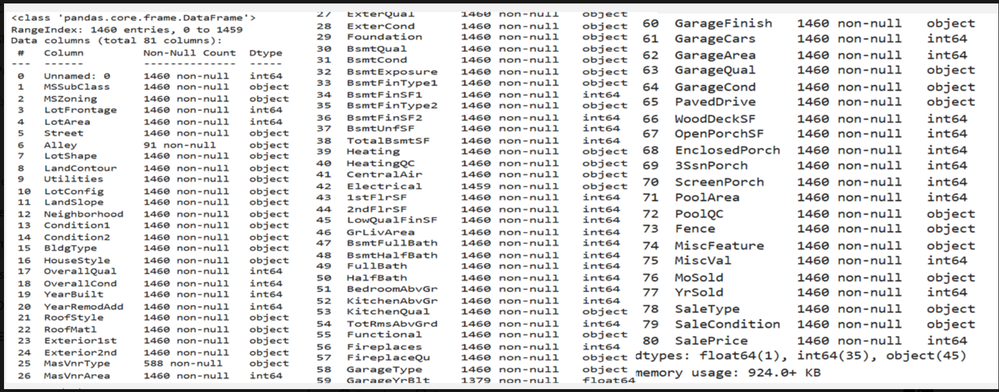 <class 'pandas.core.frame.DataFrame'>
RangeIndex: 1460 entries, 0 to 1459
Data columns (total 81 columns):
# Column Non-Null Count Dtype
--- ------ -------------- -----
0 Unnamed: 0 1460 non-null int64
1 MSSubClass 1460 non-null object
2 MSZoning 1460 non-null object
3 LotFrontage 1460 non-null int64
4 LotArea 1460 non-null int64
5 Street 1460 non-null object
6 Alley 91 non-null object
7 LotShape 1460 non-null object
8 LandContour 1460 non-null object
9 Utilities 1460 non-null object
10 LotConfig 1460 non-null object
11 LandSlope 1460 non-null object
12 Neighborhood 1460 non-null object
13 Condition1 1460 non-null object
14 Condition2 1460 non-null object
15 BldgType 1460 non-null object
16 HouseStyle 1460 non-null object
17 OverallQual 1460 non-null int64
18 OverallCond 1460 non-null int64
19 YearBuilt 1460 non-null int64
20 YearRemodAdd 1460 non-null int64
21 RoofStyle 1460 non-null object
22 RoofMatl 1460 non-null object
23 Exterior1st 1460 non-null object
24 Exterior2nd 1460 non-null object
25 MasVnrType 588 non-null object
26 MasVnrArea 1460 non-null int64
27 ExterQual 1460 non-null object
28 ExterCond 1460 non-null object
29 Foundation 1460 non-null object
30 BsmtQual 1460 non-null object
31 BsmtCond 1460 non-null object
32 BsmtExposure 1460 non-null object
33 BsmtFinType1 1460 non-null object
34 BsmtFinSF1 1460 non-null int64
35 BsmtFinType2 1460 non-null object
36 BsmtFinSF2 1460 non-null int64
37 BsmtUnfSF 1460 non-null int64
38 TotalBsmtSF 1460 non-null int64
39 Heating 1460 non-null object
40 HeatingQC 1460 non-null object
41 CentralAir 1460 non-null object
42 Electrical 1459 non-null object
43 1stFlrSF 1460 non-null int64
44 2ndFlrSF 1460 non-null int64
45 LowQualFinSF 1460 non-null int64
46 GrLivArea 1460 non-null int64
47 BsmtFullBath 1460 non-null int64
48 BsmtHalfBath 1460 non-null int64
49 FullBath 1460 non-null int64
50 HalfBath 1460 non-null int64
51 BedroomAbvGr 1460 non-null int64
52 KitchenAbvGr 1460 non-null int64
53 KitchenQual 1460 non-null object
54 TotRmsAbvGrd 1460 non-null int64
55 Functional 1460 non-null object
56 Fireplaces 1460 non-null int64
57 FireplaceQu 1460 non-null object
58 GarageType 1460 non-null object
59 GarageYrBlt 1379 non-null float64
60 GarageFinish 1460 non-null object
61 GarageCars 1460 non-null int64
62 GarageArea 1460 non-null int64
63 GarageQual 1460 non-null object
64 GarageCond 1460 non-null object
65 PavedDrive 1460 non-null object
66 WoodDeckSF 1460 non-null int64
67 OpenPorchSF 1460 non-null int64
68 EnclosedPorch 1460 non-null int64
69 3SsnPorch 1460 non-null int64
70 ScreenPorch 1460 non-null int64
71 PoolArea 1460 non-null int64
72 PoolQC 1460 non-null object
73 Fence 1460 non-null object
74 MiscFeature 1460 non-null object
75 MiscVal 1460 non-null int64
76 MoSold 1460 non-null object
77 YrSold 1460 non-null int64
78 SaleType 1460 non-null object
79 SaleCondition 1460 non-null object
80 SalePrice 1460 non-null int64
dtypes: float64(1), int64(35), object(45)
memory usage: 924.0+ KB